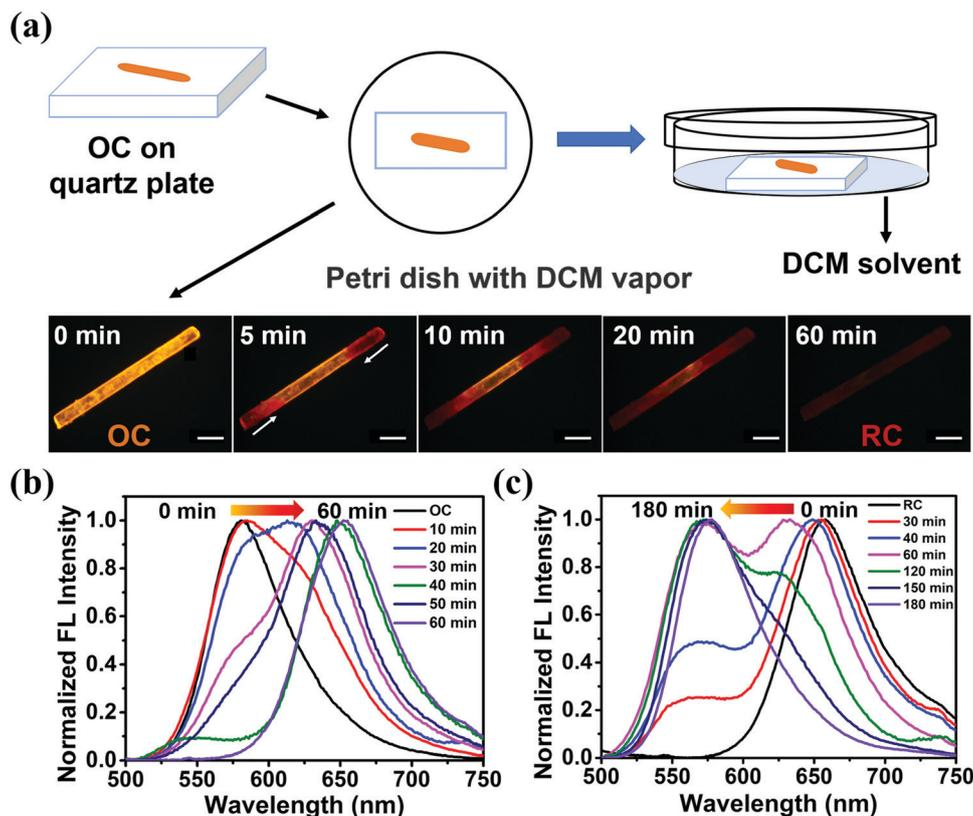 (a)
OC on
quartz plate
DCM solvent
Petri dish with DCM vapor
0 min
5 min
10 min
20 min
60 min
OC
RC
(b)
0 min
60 min
OC
10 min
20 min
30 min
40 min
50 min
60 min
1.0
0.8
0.6
0.4
0.2
0.0
500
550
600
650
700
750
Normalized FL Intensity
Wavelength (nm)
(c)
180 min
0 min
RC
30 min
40 min
60 min
120 min
150 min
180 min
1.0
0.8
0.6
0.4
0.2
0.0
500
550
600
650
700
750
Normalized FL Intensity
Wavelength (nm)